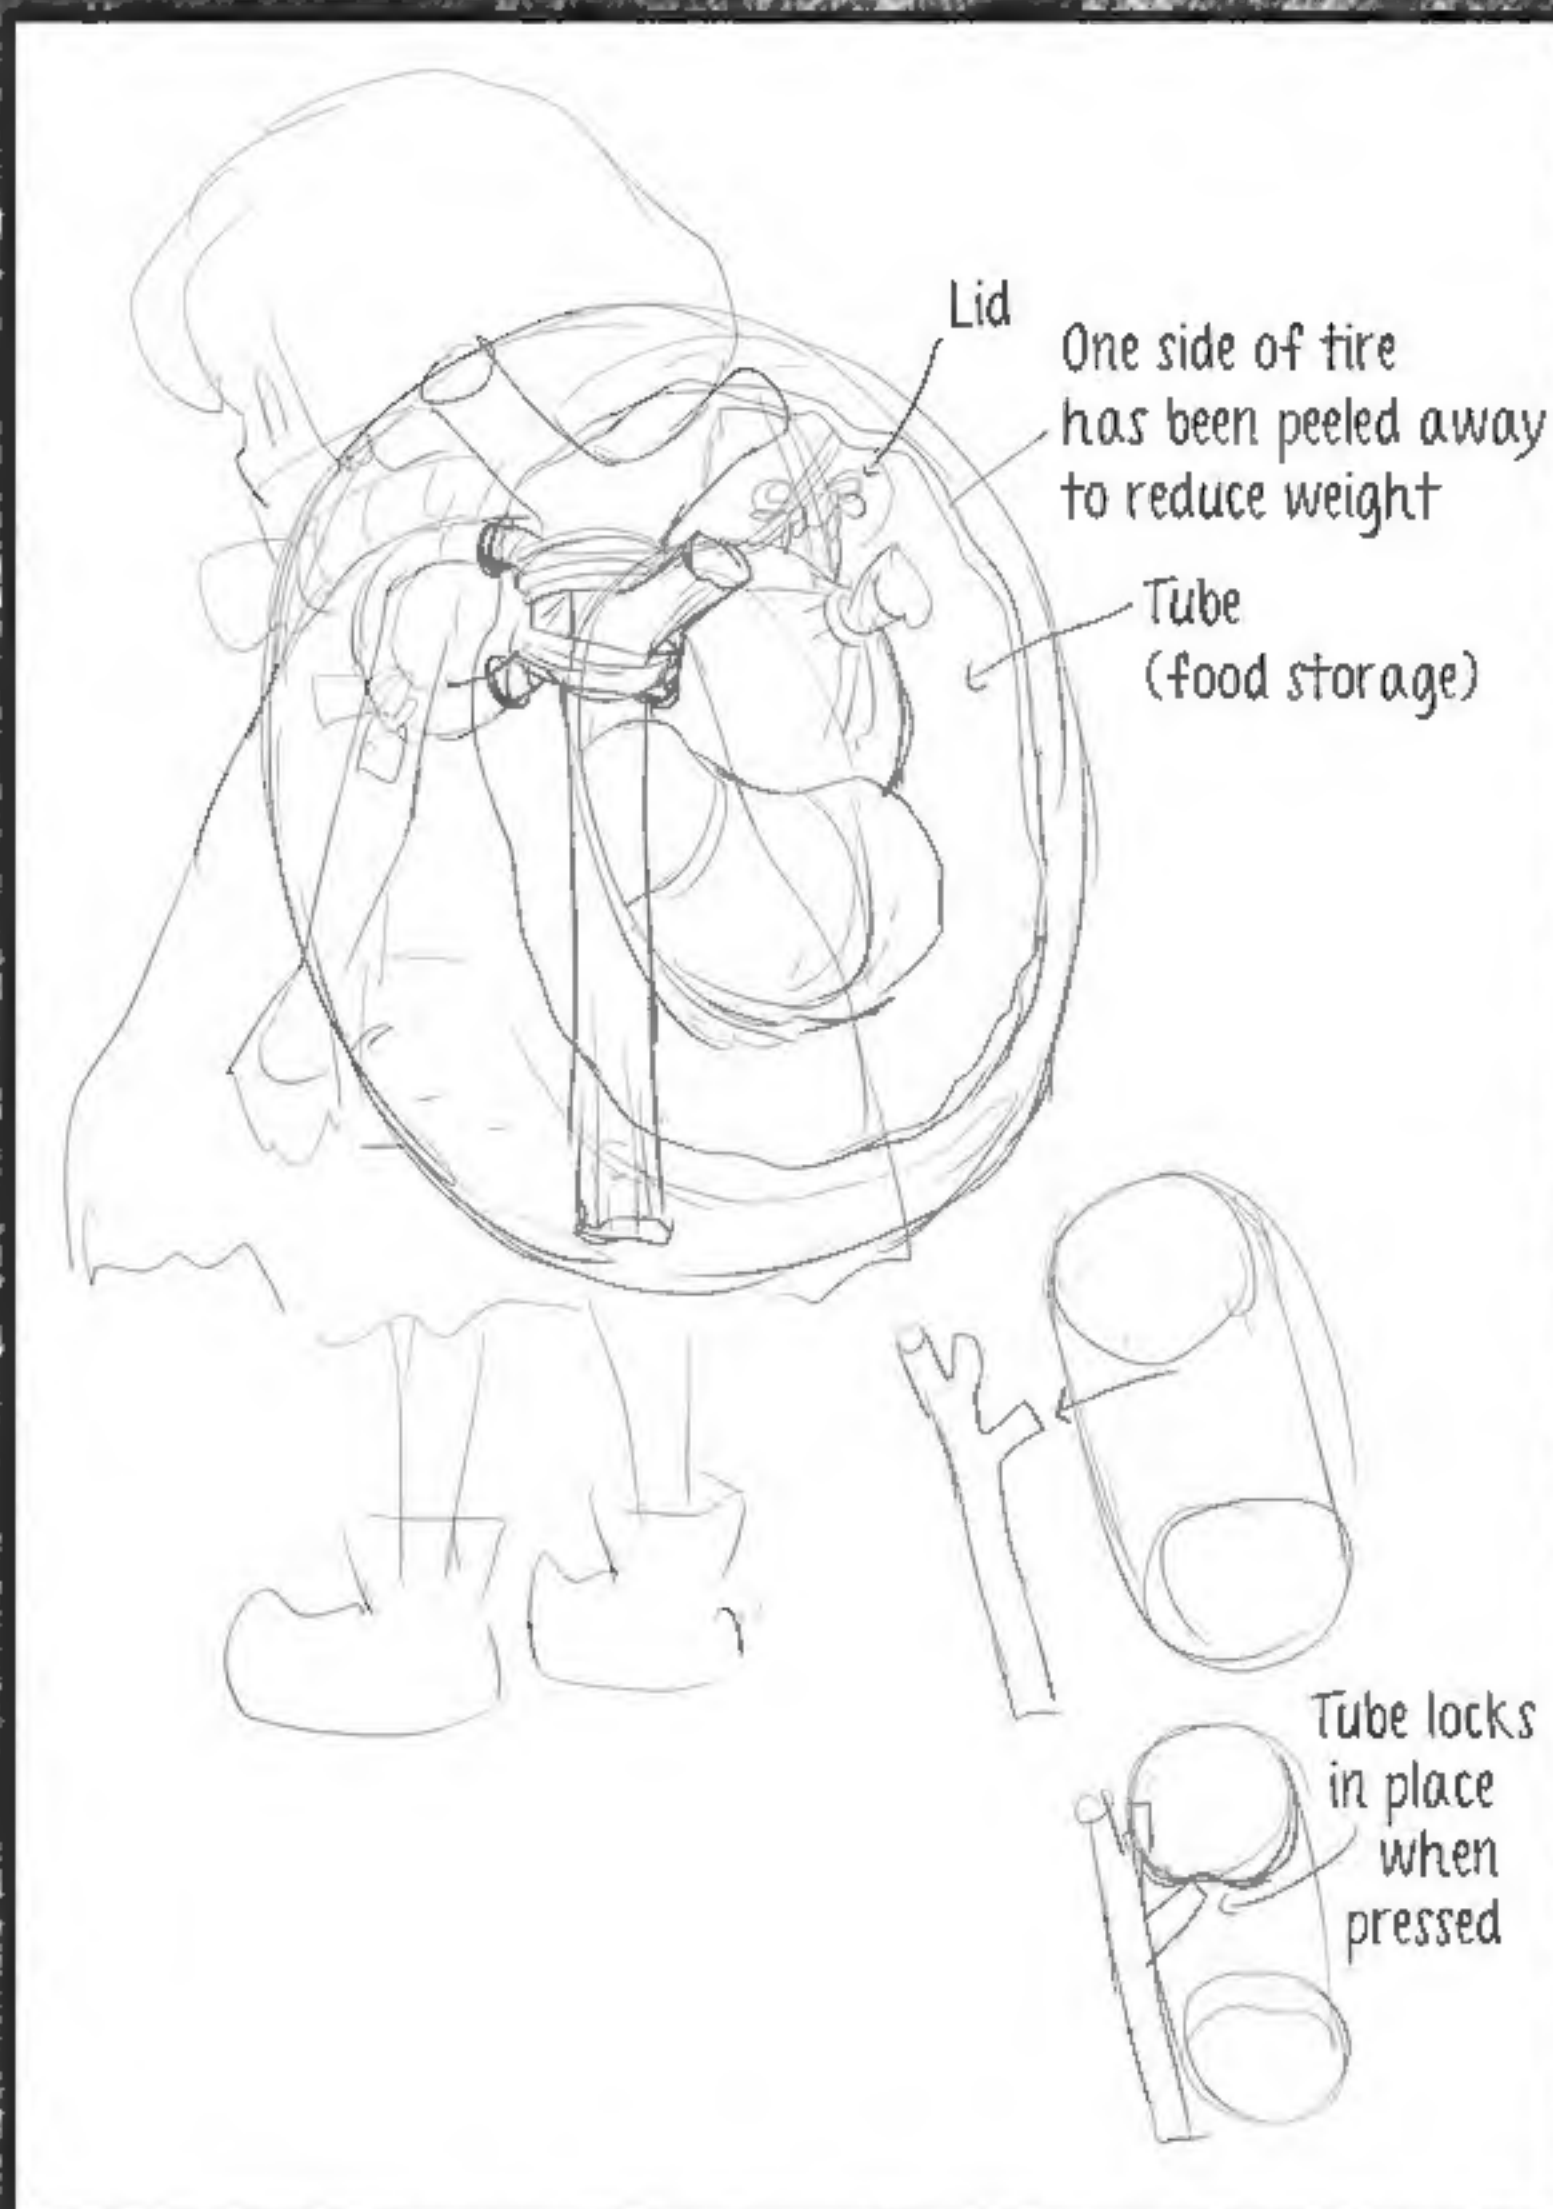 Lid
One side of tire
has been peeled away
to reduce weight
Tube
(food storage)
Tube locks
in place
when
pressed